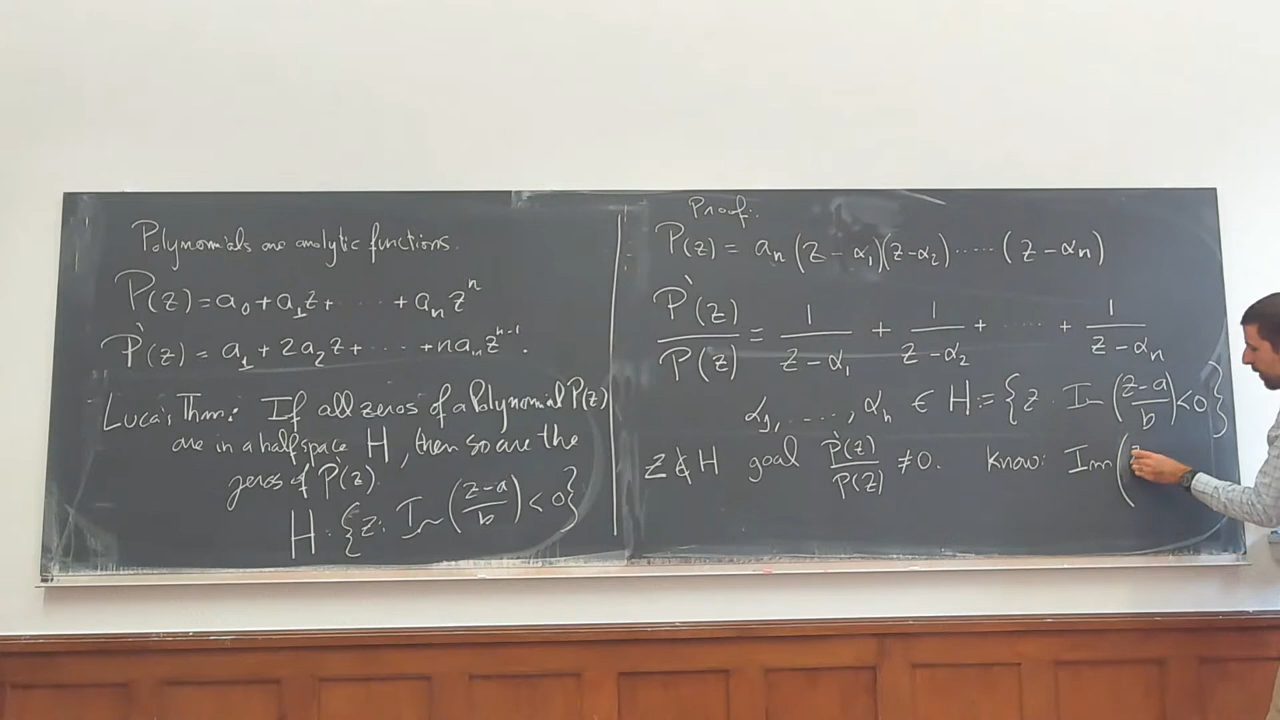 Polynomials are analytic functions.
P(z) = a₀ + a₁z + ⋯ + aₙzⁿ
P'(z) = a₁ + 2a₂z + ⋯ + naₙzⁿ⁻¹.
Luca's Thm: If all zeros of a Polynomial P(z)
are in a halfspace H, then so are the
zeros of P'(z).
H: {z: Im((z-a)/b) < 0}
Proof:
P(z) = aₙ(z - α₁)(z - α₂) ⋯ (z - αₙ)
P'(z)/P(z) = 1/(z - α₁) + 1/(z - α₂) + ⋯ + 1/(z - αₙ)
α₁, ⋯, αₙ ∈ H := {z : Im((z-a)/b) < 0}
z ∉ H goal P'(z)/P(z) ≠ 0. know: Im(